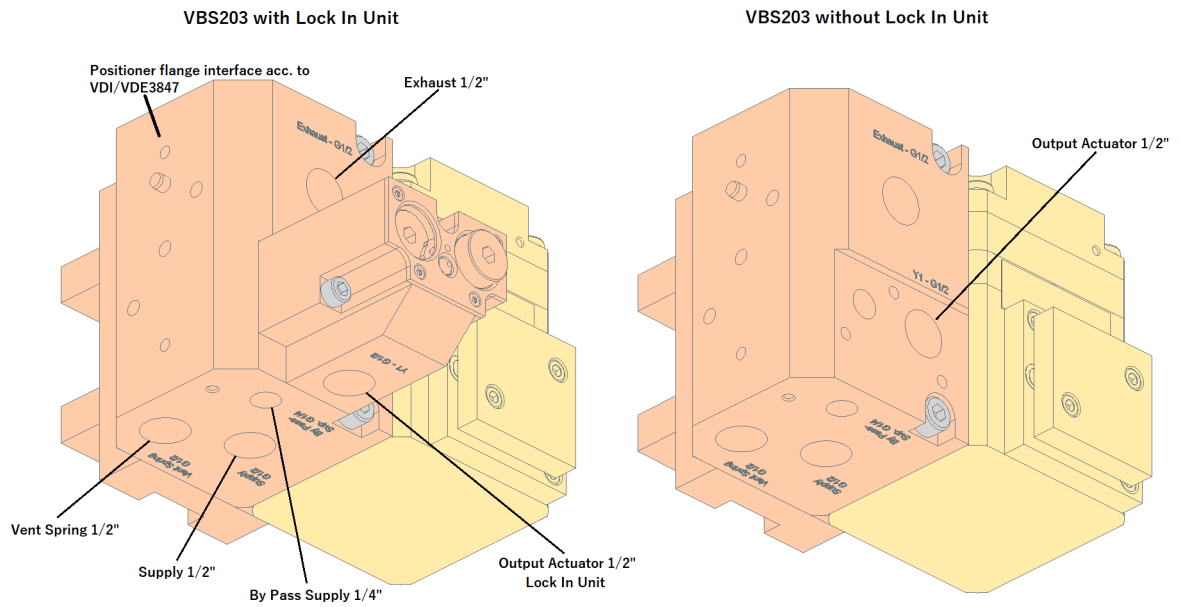 VBS203 with Lock In Unit
VBS203 without Lock In Unit
Positioner flange interface acc. to
VDI/VDE3847
Exhaust 1/2"
Output Actuator 1/2"
Exhaust - G1/2
Exhaust - G1/2
Y1 - G1/2
Y1 - G1/2
By Pass-
Sup. G1/4
By Pass-
Sup. G1/4
Vent Spring
G1/2
Supply
G1/2
Vent Spring
G1/2
Supply
G1/2
Vent Spring 1/2"
Supply 1/2"
By Pass Supply 1/4"
Output Actuator 1/2"
Lock In Unit